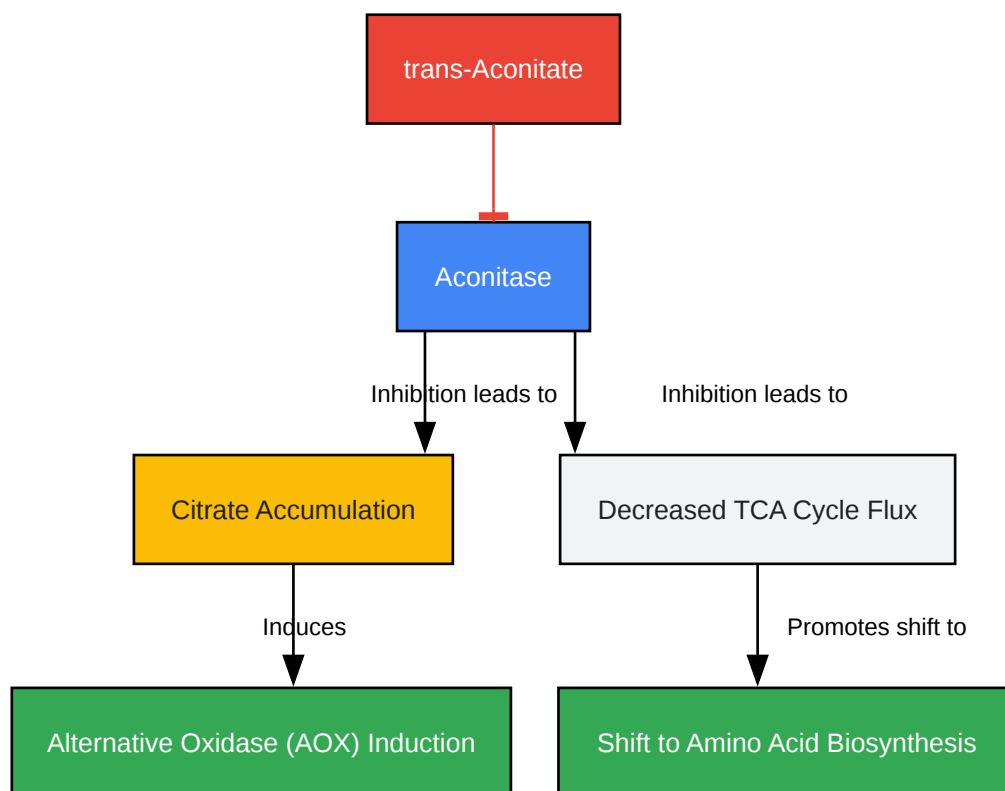 trans-Aconitate
Aconitase
Inhibition leads to
Inhibition leads to
Citrate Accumulation
Decreased TCA Cycle Flux
Induces
Promotes shift to
Alternative Oxidase (AOX) Induction
Shift to Amino Acid Biosynthesis